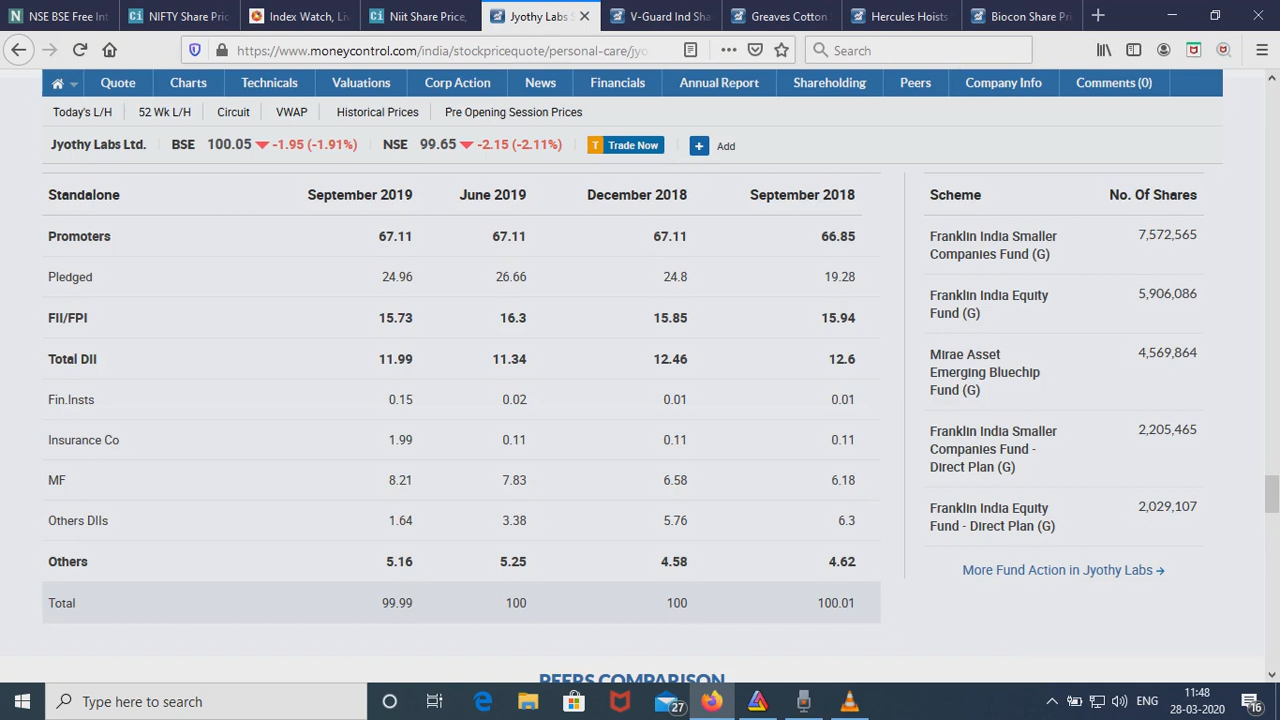 NSE BSE Free Int
NIFTY Share Pric
Index Watch, Liv
Niit Share Price,
Jyothy Labs S
V-Guard Ind Sha
Greaves Cotton S
Hercules Hoists
Biocon Share Pri
https://www.moneycontrol.com/india/stockpricequote/personal-care/jyo
Search
Quote
Charts
Technicals
Valuations
Corp Action
News
Financials
Annual Report
Shareholding
Peers
Company Info
Comments (0)
Today's L/H
52 Wk L/H
Circuit
VWAP
Historical Prices
Pre Opening Session Prices
Jyothy Labs Ltd. BSE 100.05 -1.95 (-1.91%) NSE 99.65 -2.15 (-2.11%) T Trade Now + Add
Standalone September 2019 June 2019 December 2018 September 2018
Promoters 67.11 67.11 67.11 66.85
Pledged 24.96 26.66 24.8 19.28
FII/FPI 15.73 16.3 15.85 15.94
Total DII 11.99 11.34 12.46 12.6
Fin.Insts 0.15 0.02 0.01 0.01
Insurance Co 1.99 0.11 0.11 0.11
MF 8.21 7.83 6.58 6.18
Others DIIs 1.64 3.38 5.76 6.3
Others 5.16 5.25 4.58 4.62
Total 99.99 100 100 100.01
Scheme No. Of Shares
Franklin India Smaller 7,572,565
Companies Fund (G)
Franklin India Equity 5,906,086
Fund (G)
Mirae Asset 4,569,864
Emerging Bluechip
Fund (G)
Franklin India Smaller 2,205,465
Companies Fund -
Direct Plan (G)
Franklin India Equity 2,029,107
Fund - Direct Plan (G)
More Fund Action in Jyothy Labs
PEERS COMPARISON
Type here to search
27
ENG
11:48
28-03-2020
16